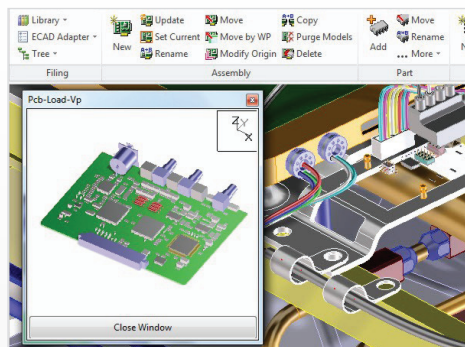 Library Update Move Copy Move
ECAD Adapter New Set Current Move by WP Purge Models Add Rename
Tree Rename Modify Origin Delete ... More
Filing Assembly Part
Pcb-Load-Vp
Z Y
X
Close Window